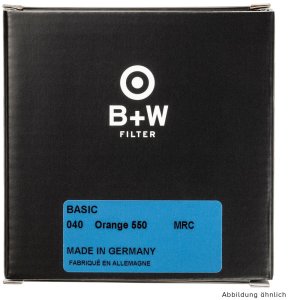 B+W
FILTER
BASIC
040 Orange 550 MRC
MADE IN GERMANY
FABRIQUÉ EN ALLEMAGNE
Abbildung ähnlich